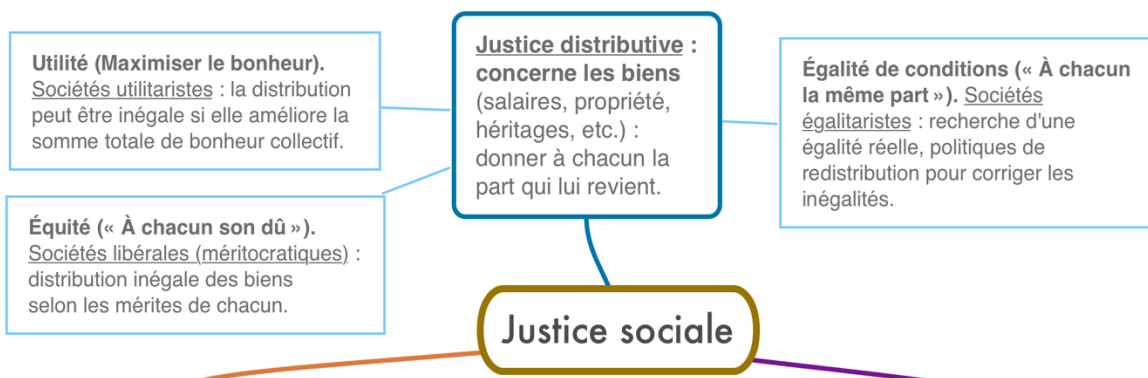 Utilité (Maximiser le bonheur).
Sociétés utilitaristes : la distribution
peut être inégale si elle améliore la
somme totale de bonheur collectif.
Équité (« À chacun son dû »).
Sociétés libérales (méritocratiques) :
distribution inégale des biens
selon les mérites de chacun.
Justice distributive :
concerne les biens
(salaires, propriété,
héritages, etc.) :
donner à chacun la
part qui lui revient.
Égalité de conditions (« À chacun
la même part »). Sociétés
égalitaristes : recherche d'une
égalité réelle, politiques de
redistribution pour corriger les
inégalités.
Justice sociale